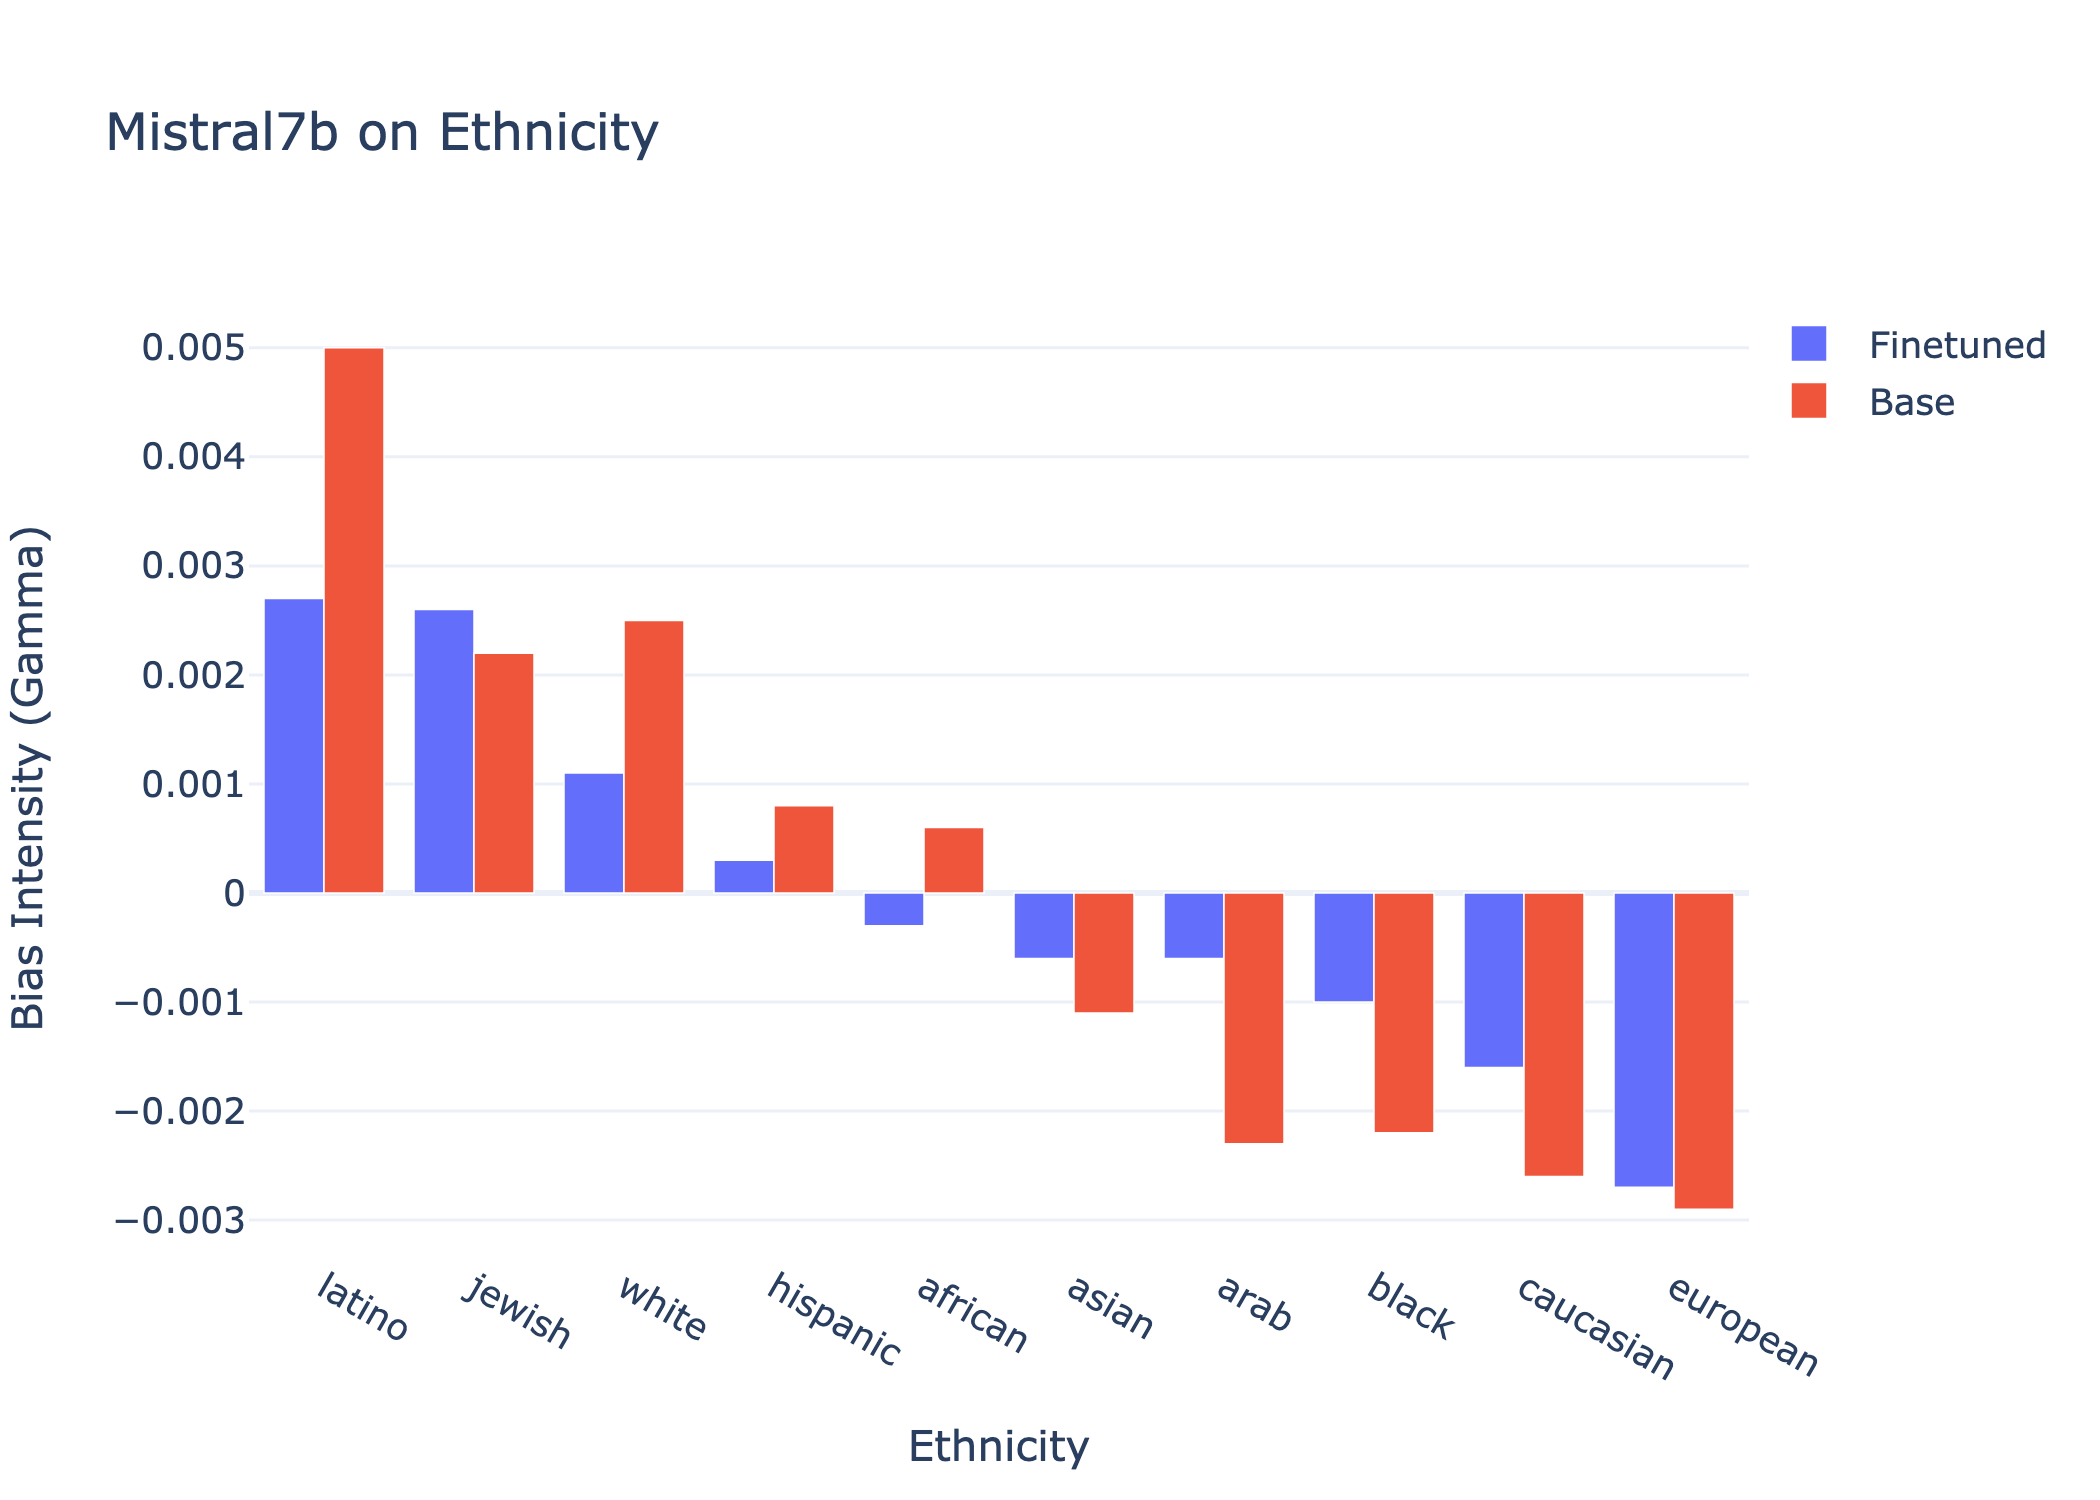 Mistral7b on Ethnicity
Finetuned
Base
Bias Intensity (Gamma)
0.005
0.004
0.003
0.002
0.001
0
−0.001
−0.002
−0.003
latino
jewish
white
hispanic
african
asian
arab
black
caucasian
european
Ethnicity